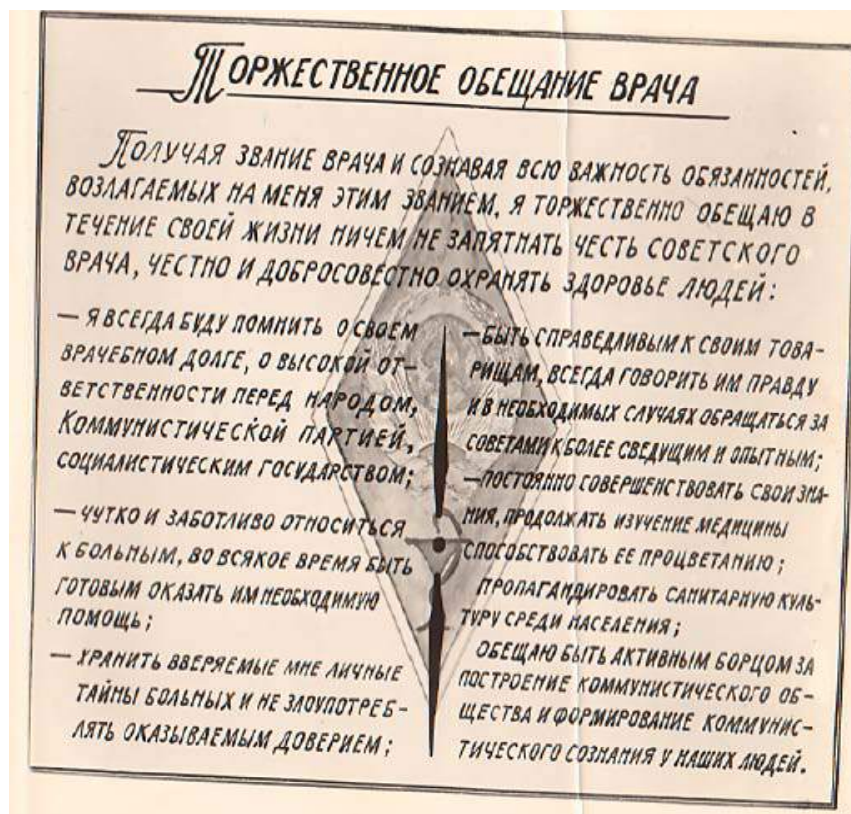 ТОРЖЕСТВЕННОЕ ОБЕЩАНИЕ ВРАЧА
ПОЛУЧАЯ ЗВАНИЕ ВРАЧА И СОЗНАВАЯ ВСЮ ВАЖНОСТЬ ОБЯЗАННОСТЕЙ,
ВОЗЛАГАЕМЫХ НА МЕНЯ ЭТИМ ЗВАНИЕМ, Я ТОРЖЕСТВЕННО ОБЕЩАЮ В
ТЕЧЕНИЕ СВОЕЙ ЖИЗНИ НИЧЕМ НЕ ЗАПЯТНАТЬ ЧЕСТЬ СОВЕТСКОГО
ВРАЧА, ЧЕСТНО И ДОБРОСОВЕСТНО ОХРАНЯТЬ ЗДОРОВЬЕ ЛЮДЕЙ:
— Я ВСЕГДА БУДУ ПОМНИТЬ О СВОЕМ
ВРАЧЕБНОМ ДОЛГЕ, О ВЫСОКОЙ ОТ-
ВЕТСТВЕННОСТИ ПЕРЕД НАРОДОМ,
КОММУНИСТИЧЕСКОЙ ПАРТИЕЙ,
СОЦИАЛИСТИЧЕСКИМ ГОСУДАРСТВОМ;
— ЧУТКО И ЗАБОТЛИВО ОТНОСИТЬСЯ
К БОЛЬНЫМ, ВО ВСЯКОЕ ВРЕМЯ БЫТЬ
ГОТОВЫМ ОКАЗАТЬ ИМ НЕОБХОДИМУЮ
ПОМОЩЬ;
— ХРАНИТЬ ВВЕРЯЕМЫЕ МНЕ ЛИЧНЫЕ
ТАЙНЫ БОЛЬНЫХ И НЕ ЗЛОУПОТРЕБ-
ЛЯТЬ ОКАЗЫВАЕМЫМ ДОВЕРИЕМ;
— БЫТЬ СПРАВЕДЛИВЫМ К СВОИМ ТОВА-
РИЩАМ, ВСЕГДА ГОВОРИТЬ ИМ ПРАВДУ
И В НЕОБХОДИМЫХ СЛУЧАЯХ ОБРАЩАТЬСЯ ЗА
СОВЕТАМИ К БОЛЕЕ СВЕДУЩИМ И ОПЫТНЫМ;
— ПОСТОЯННО СОВЕРШЕНСТВОВАТЬ СВОИ ЗНА-
НИЯ, ПРОДОЛЖАТЬ ИЗУЧЕНИЕ МЕДИЦИНЫ
СПОСОБСТВОВАТЬ ЕЕ ПРОЦВЕТАНИЮ;
ПРОПАГАНДИРОВАТЬ САНИТАРНУЮ КУЛЬ-
ТУРУ СРЕДИ НАСЕЛЕНИЯ;
ОБЕЩАЮ БЫТЬ АКТИВНЫМ БОРЦОМ ЗА
ПОСТРОЕНИЕ КОММУНИСТИЧЕСКОГО ОБ-
ЩЕСТВА И ФОРМИРОВАНИЕ КОММУНИС-
ТИЧЕСКОГО СОЗНАНИЯ У НАШИХ ЛЮДЕЙ.